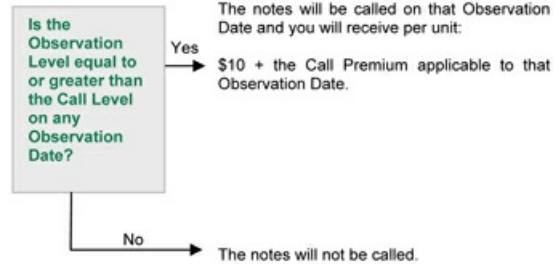 Is the
Observation
Level equal to
or greater than
the Call Level
on any
Observation
Date?
Yes
The notes will be called on that Observation
Date and you will receive per unit:
$10 + the Call Premium applicable to that
Observation Date.
No
The notes will not be called.